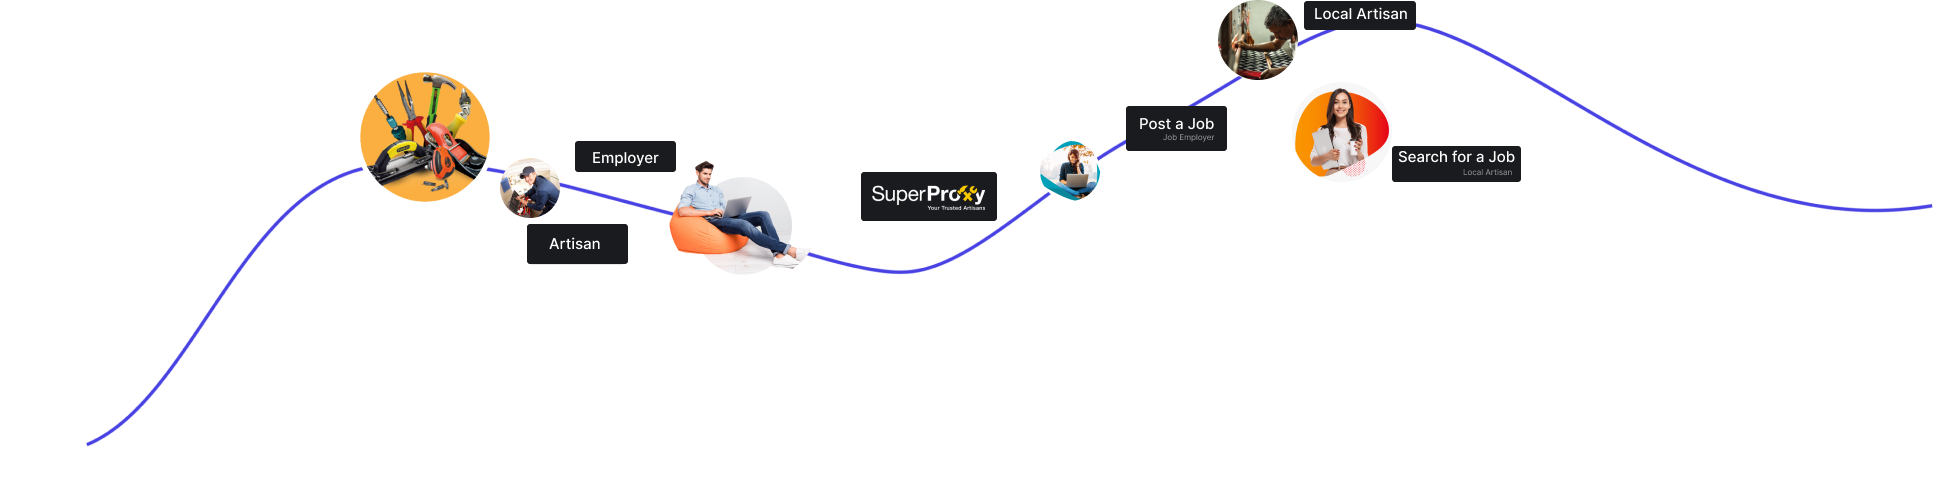 Local Artisan
Post a Job
Job Employer
Employer
Search for a Job
Local Artisan
SuperProxy
Your Trusted Artisans
Artisan